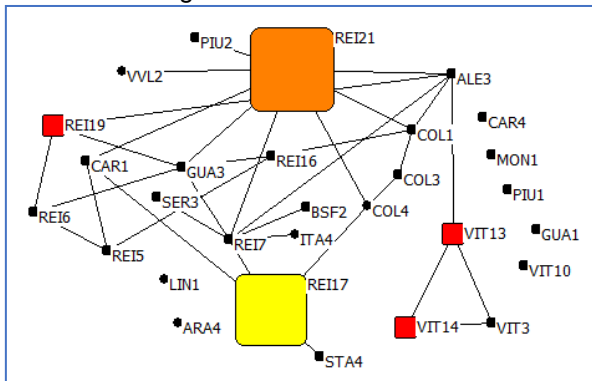 REI21
PIU2
VVL2
ALE3
CAR4
REI19
COL1
MON1
REI16
CAR1
GUA3
COL3
PIU1
SER3
BSF2
COL4
REI6
GUA1
REI7
ITA4
VIT13
REI5
VIT10
LIN1
REI17
ARA4
VIT14
VIT3
STA4